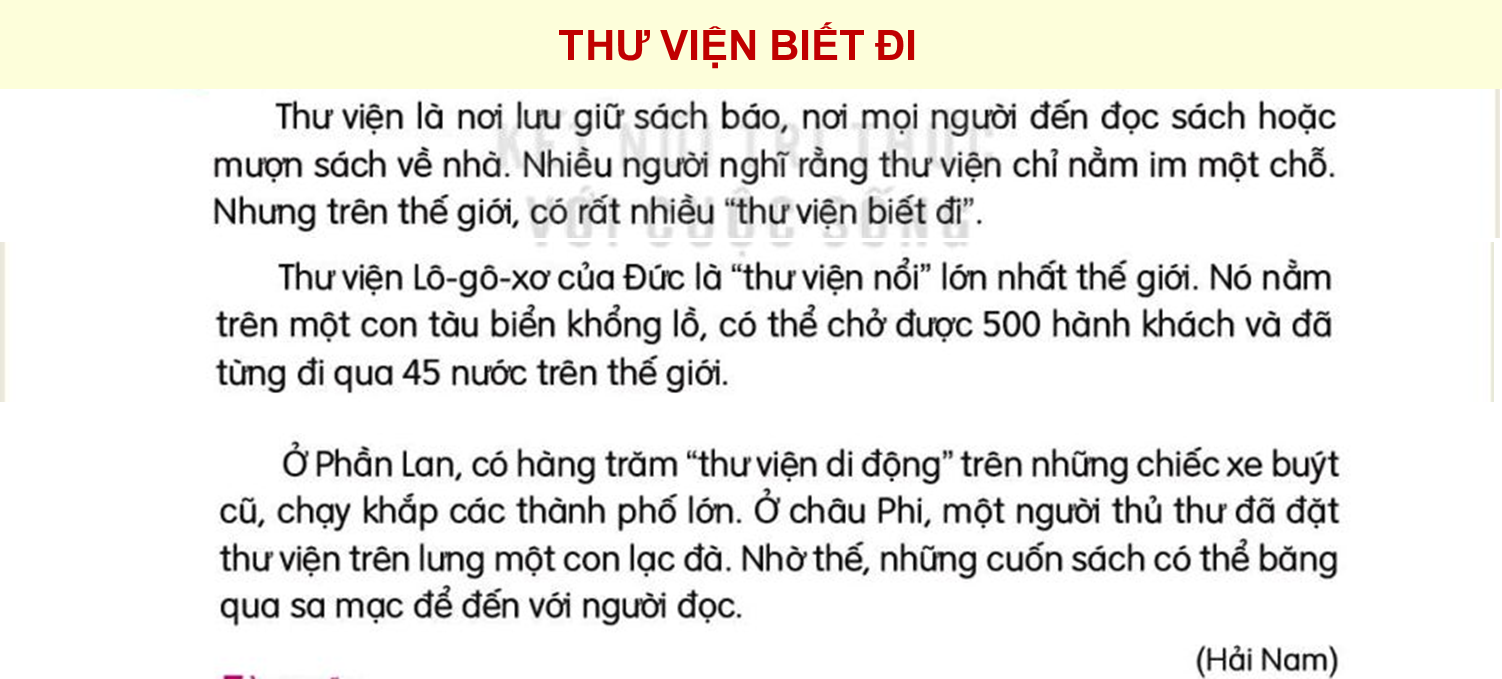 THƯ VIỆN BIẾT ĐI
Thư viện là nơi lưu giữ sách báo, nơi mọi người đến đọc sách hoặc
mượn sách về nhà. Nhiều người nghĩ rằng thư viện chỉ nằm im một chỗ.
Nhưng trên thế giới, có rất nhiều “thư viện biết đi”.
KẾT NỐI TRI THỨC
VỚI CUỘC SỐNG
Thư viện Lô-gô-xơ của Đức là “thư viện nổi” lớn nhất thế giới. Nó nằm
trên một con tàu biển khổng lồ, có thể chở được 500 hành khách và đã
từng đi qua 45 nước trên thế giới.
Ở Phần Lan, có hàng trăm “thư viện di động” trên những chiếc xe buýt
cũ, chạy khắp các thành phố lớn. Ở châu Phi, một người thủ thư đã đặt
thư viện trên lưng một con lạc đà. Nhờ thế, những cuốn sách có thể băng
qua sa mạc để đến với người đọc.
(Hải Nam)